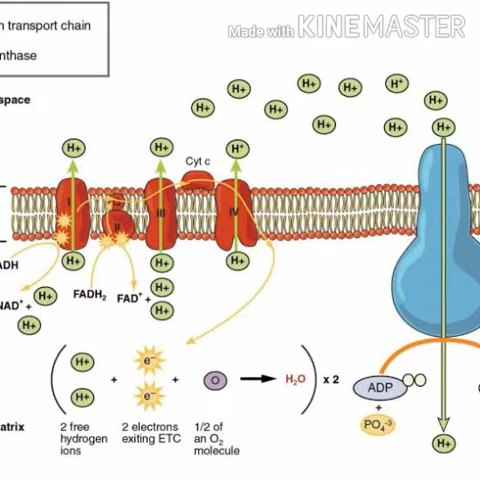 n transport chain
Made with KINEMASTER
nthase
space
H+ H+ H+ H+ H+ H+ H+ H+ H+ H+
H+ H+ H+
Cyt c
I II III IV
H+ H+ H+
ADH
NAD+ + H+
H+
FADH2 FAD+ + H+
H+
H+ e- O H2O x 2
+ +
H+ e-
ADP
+
PO4-3
atrix
2 free
hydrogen
ions
2 electrons
exiting ETC
1/2 of
an O2
molecule
H+